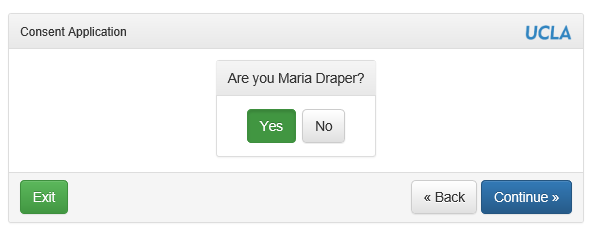 Consent Application UCLA
Are you Maria Draper?
Yes No
Exit « Back Continue »